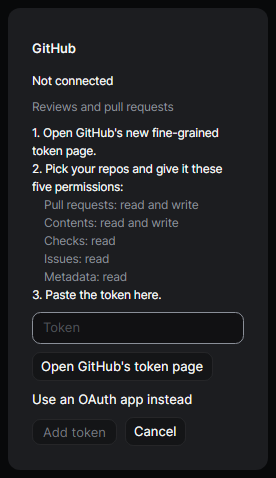 GitHub
Not connected
Reviews and pull requests
1. Open GitHub's new fine-grained
token page.
2. Pick your repos and give it these
five permissions:
Pull requests: read and write
Contents: read and write
Checks: read
Issues: read
Metadata: read
3. Paste the token here.
Token
Open GitHub's token page
Use an OAuth app instead
Add token
Cancel